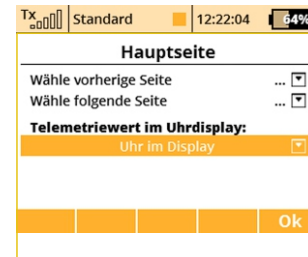 Tx Standard 12:22:04 64%
Hauptseite
Wähle vorherige Seite ...
Wähle folgende Seite ...
Telemetriewert im Uhrdisplay:
Uhr im Display
Ok